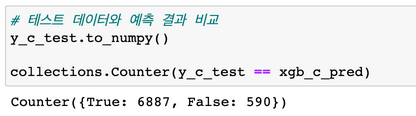 # 테스트 데이터와 예측 결과 비교
y_c_test.to_numpy()
collections.Counter(y_c_test == xgb_c_pred)
Counter({True: 6887, False: 590})